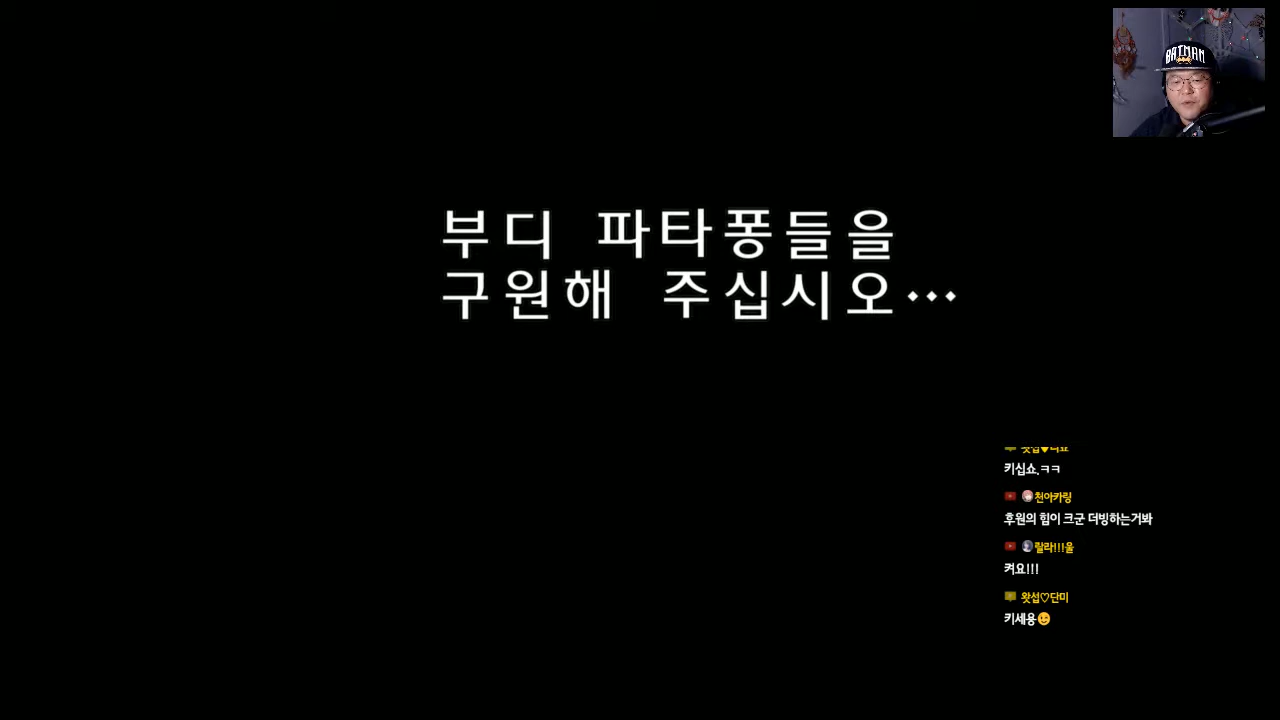 BATMAN
부디 파타퐁들을
구원해 주십시오…
키십쇼.ㅋㅋ
천아카링
후원의 힘이 크군 더빙하는거봐
랄라!!!울
켜요!!!
왓섭♡단미
키세용😉